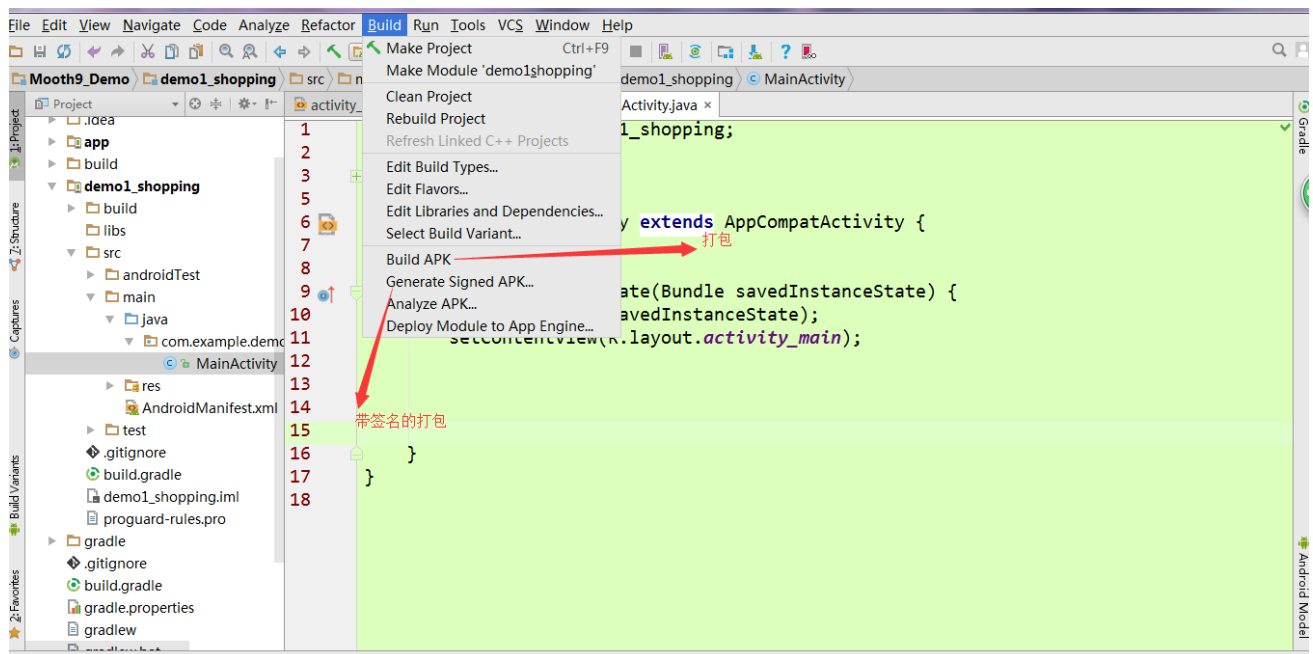 File Edit View Navigate Code Analyze Refactor Build Run Tools VCS Window Help
Make Project Ctrl+F9
Make Module 'demo1shopping'
Clean Project
Rebuild Project
Refresh Linked C++ Projects
Edit Build Types...
Edit Flavors...
Edit Libraries and Dependencies...
Select Build Variant...
Build APK
Generate Signed APK...
Analyze APK...
Deploy Module to App Engine...
Mooth9_Demo demo1_shopping src demo1_shopping MainActivity
Project
activity_
Activity.java
1: Project
Z: Structure
Captures
Build Variants
2: Favorites
.idea
app
build
demo1_shopping
build
libs
src
androidTest
main
java
com.example.demo
MainActivity
res
AndroidManifest.xml
test
.gitignore
build.gradle
demo1_shopping.iml
proguard-rules.pro
gradle
.gitignore
build.gradle
gradle.properties
gradlew
1 1_shopping;
2
3
5
6 y extends AppCompatActivity {
打包
7
8
9 ate(Bundle savedInstanceState) {
10 avedInstanceState);
11 setContentView(R.layout.activity_main);
12
13
14
带签名的打包
15
16 }
17 }
18
Gradle
Android Model